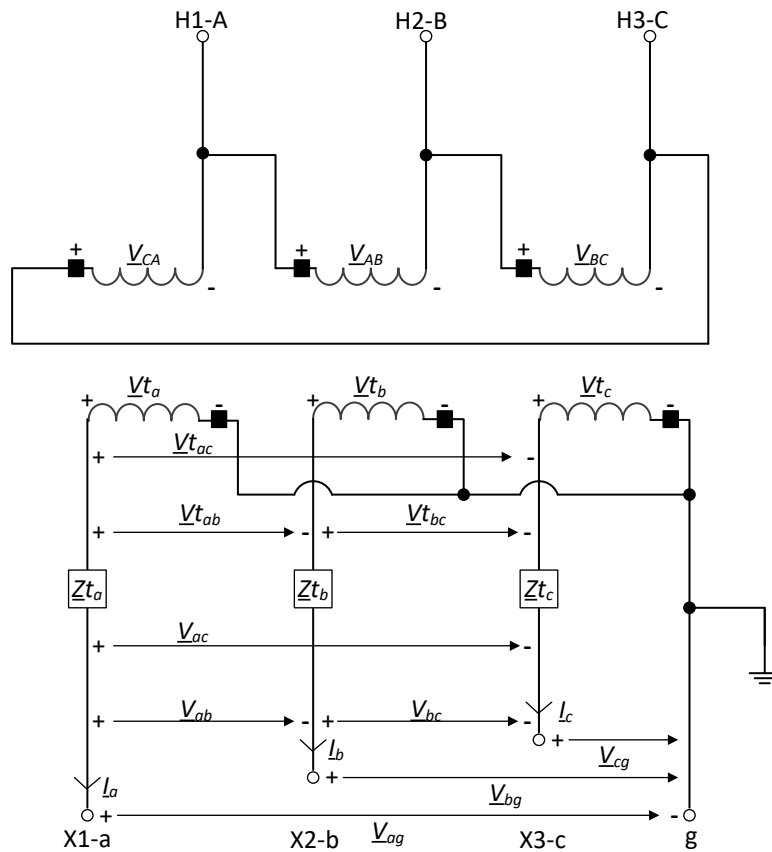 H1-A H2-B H3-C
+ V_CA - + V_AB - + V_BC -
+ Vt_a - + Vt_b - + Vt_c -
+ Vt_ac -
+ Vt_ab - + Vt_bc -
Zt_a Zt_b Zt_c
+ V_ac -
+ V_ab - + V_bc -
I_c
+ V_cg
I_b
+ V_bg
I_a
+ V_ag -
X1-a X2-b X3-c g